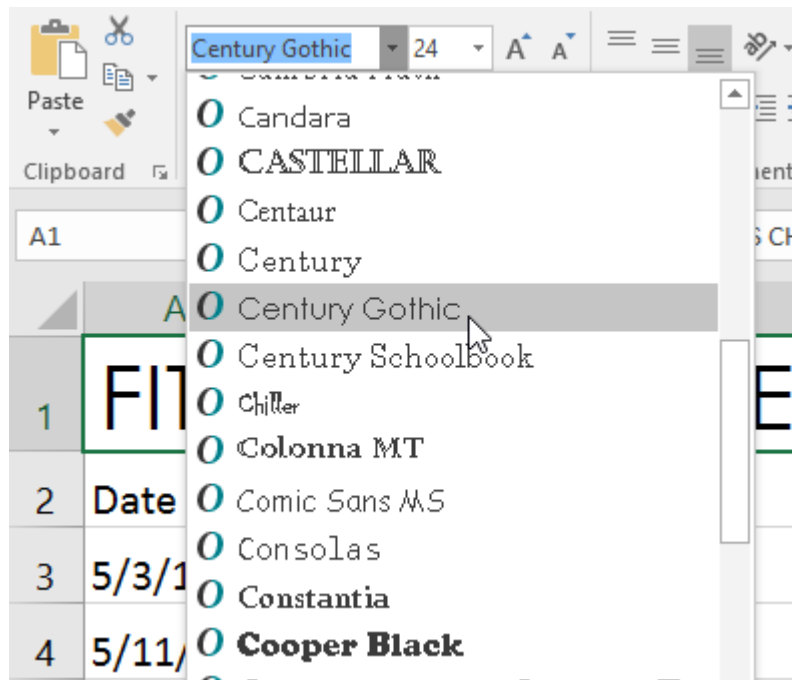 Century Gothic 24 A A
Paste
Clipboard
A1
Candara
CASTELLAR
Centaur
Century
A
Century Gothic
Century Schoolbook
1 FIT E
Chiller
Colonna MT
2 Date
Comic Sans MS
Consolas
3 5/3/1
Constantia
4 5/11/
Cooper Black